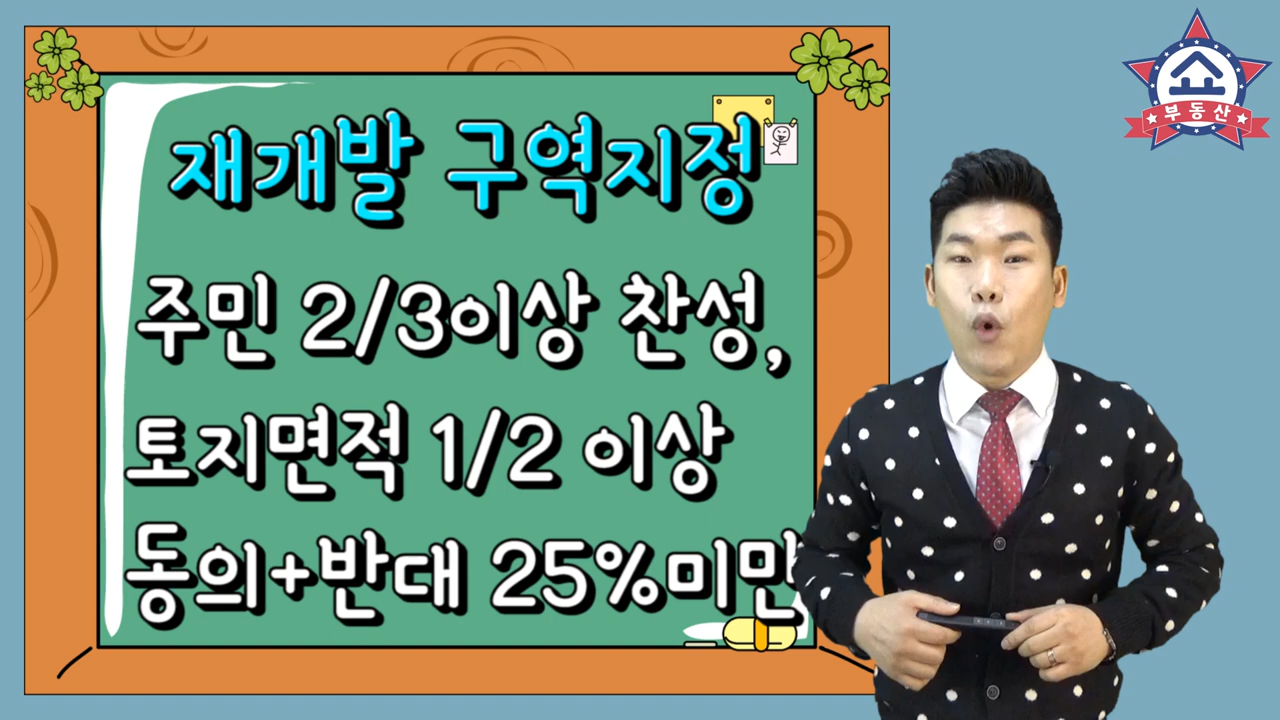 재개발 구역지정
주민 2/3이상 찬성,
토지면적 1/2 이상
동의+반대 25%미만
쇼
부동산